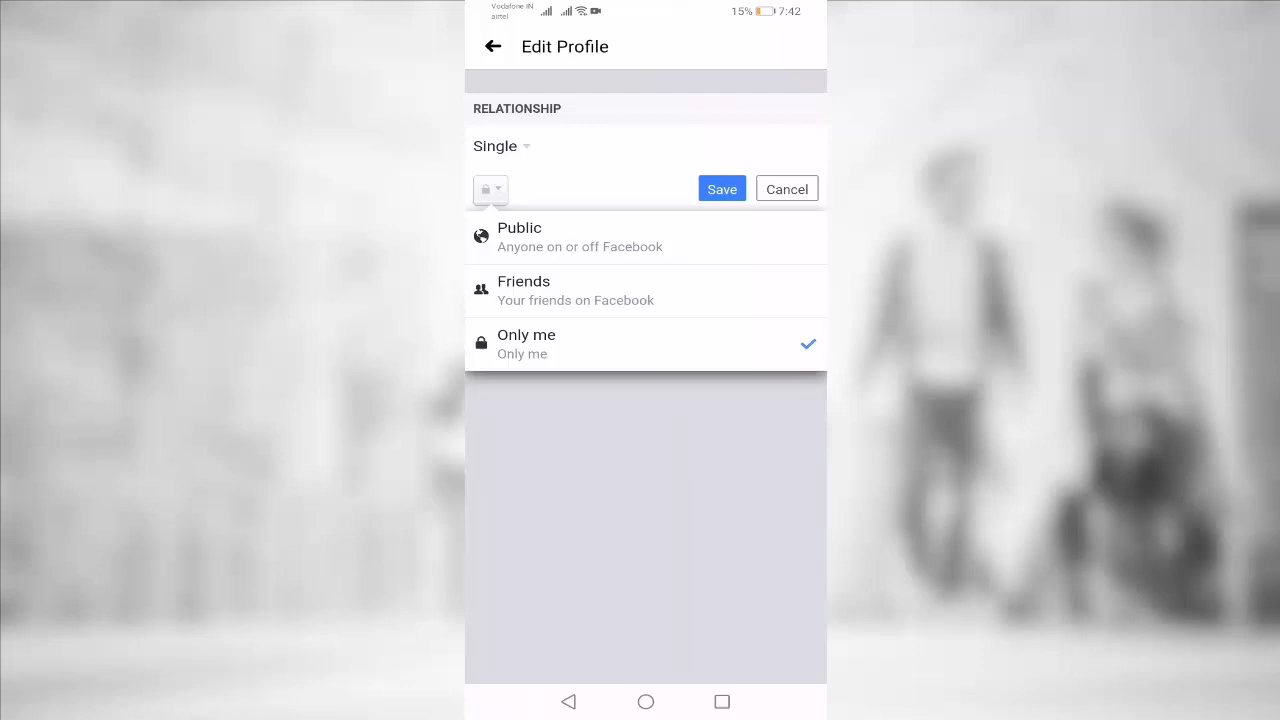 Vodafone IN
airtel
15% 7:42
Edit Profile
RELATIONSHIP
Single
Save Cancel
Public
Anyone on or off Facebook
Friends
Your friends on Facebook
Only me
Only me